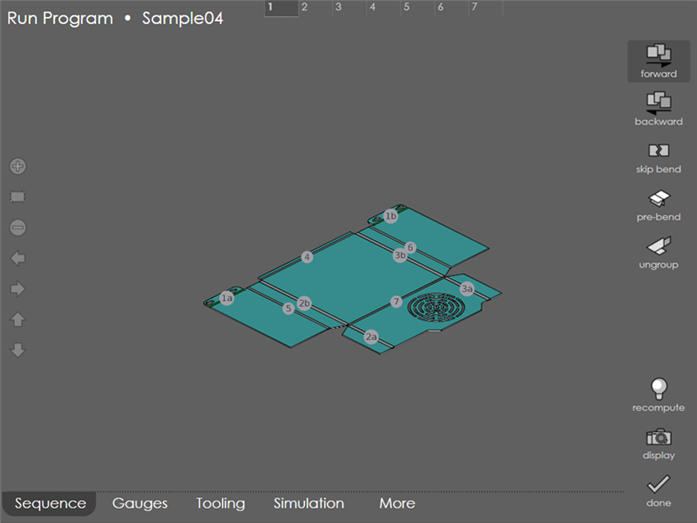 Run Program • Sample04
1 2 3 4 5 6 7
forward
backward
skip bend
pre-bend
ungroup
1b
6
3b
4
3a
1a
2b
7
5
2a
recompute
display
done
Sequence Gauges Tooling Simulation More